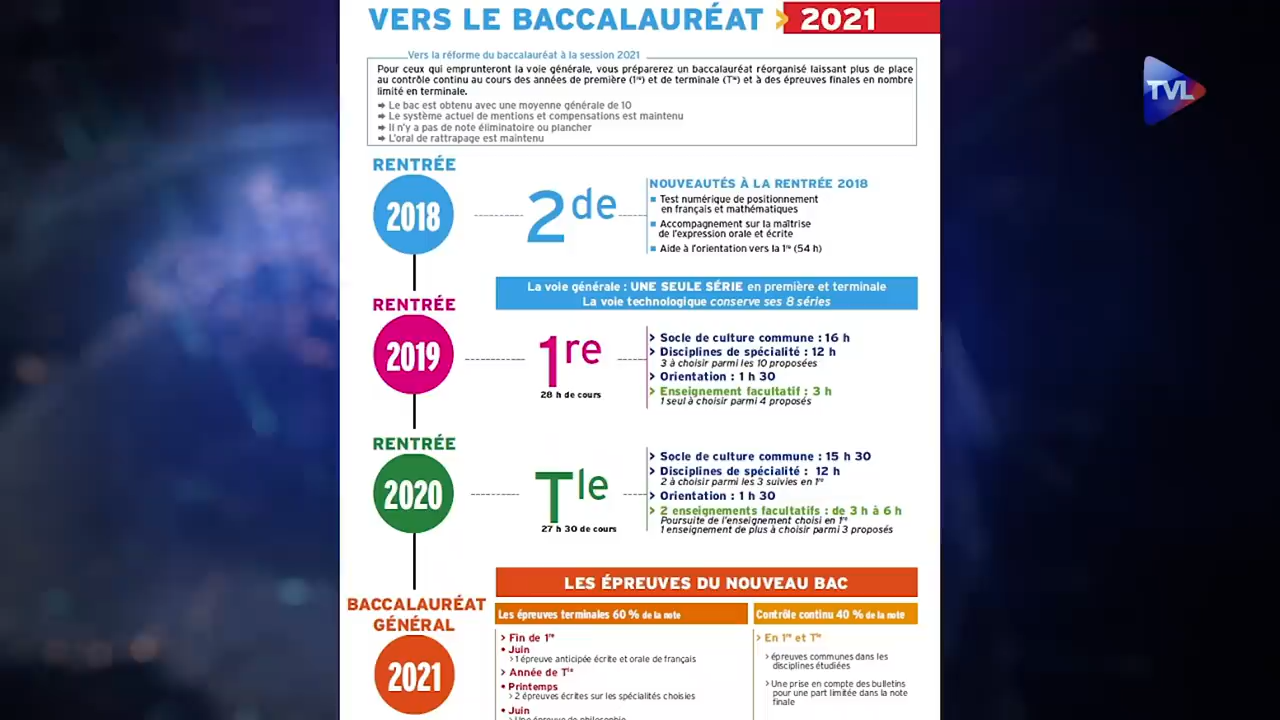 VERS LE BACCALAURÉAT > 2021
TVL
Vers la réforme du baccalauréat à la session 2021
Pour ceux qui emprunteront la voie générale, vous préparerez un baccalauréat réorganisé laissant plus de place
au contrôle continu au cours des années de première (1re) et de terminale (Tle) et à des épreuves finales en nombre
limité en terminale.
➡ Le bac est obtenu avec une moyenne générale de 10
➡ Le système actuel de mentions et compensations est maintenu
➡ Il n'y a pas de note éliminatoire ou plancher
➡ L'oral de rattrapage est maintenu
RENTRÉE
2018
2de
NOUVEAUTÉS À LA RENTRÉE 2018
Test numérique de positionnement
en français et mathématiques
Accompagnement sur la maîtrise
de l'expression orale et écrite
Aide à l'orientation vers la 1re (54 h)
La voie générale : UNE SEULE SÉRIE en première et terminale
La voie technologique conserve ses 8 séries
RENTRÉE
2019
1re
28 h de cours
> Socle de culture commune : 16 h
> Disciplines de spécialité : 12 h
3 à choisir parmi les 10 proposées
> Orientation : 1 h 30
> Enseignement facultatif : 3 h
1 seul à choisir parmi 4 proposés
RENTRÉE
2020
Tle
27 h 30 de cours
> Socle de culture commune : 15 h 30
> Disciplines de spécialité : 12 h
2 à choisir parmi les 3 suivies en 1re
> Orientation : 1 h 30
> 2 enseignements facultatifs : de 3 h à 6 h
Poursuite de l'enseignement choisi en 1re
1 enseignement de plus à choisir parmi 3 proposés
BACCALAURÉAT
GÉNÉRAL
2021
LES ÉPREUVES DU NOUVEAU BAC
Les épreuves terminales 60 % de la note
> Fin de 1re
• Juin
> 1 épreuve anticipée écrite et orale de français
> Année de Tle
• Printemps
> 2 épreuves écrites sur les spécialités choisies
• Juin
> Une épreuve de philosophie
Contrôle continu 40 % de la note
> En 1re et Tle
> épreuves communes dans les
disciplines étudiées
> Une prise en compte des bulletins
pour une part limitée dans la note
finale